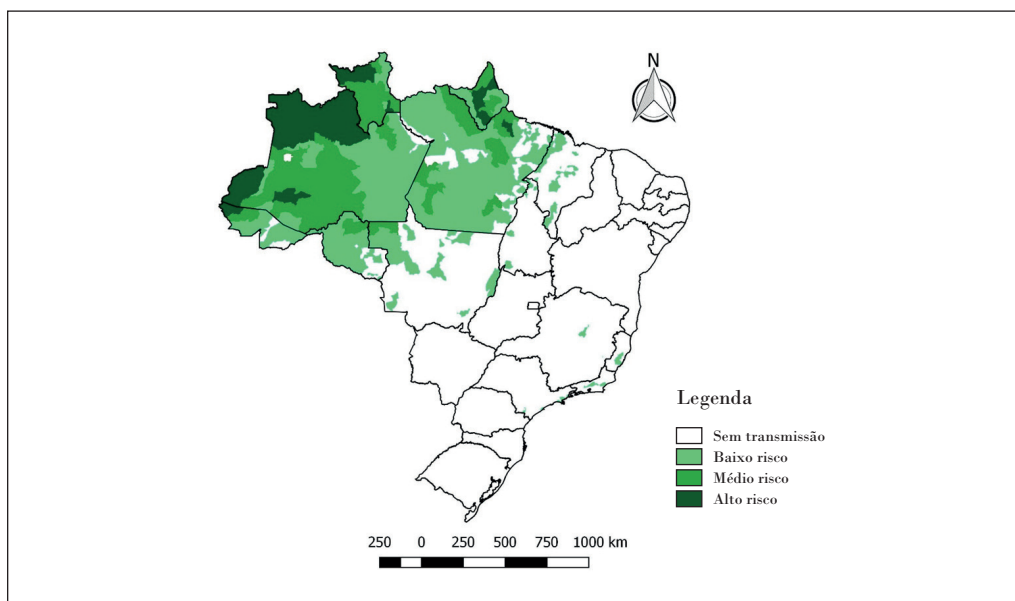 N
Legenda
Sem transmissão
Baixo risco
Médio risco
Alto risco
250 0 250 500 750 1000 km